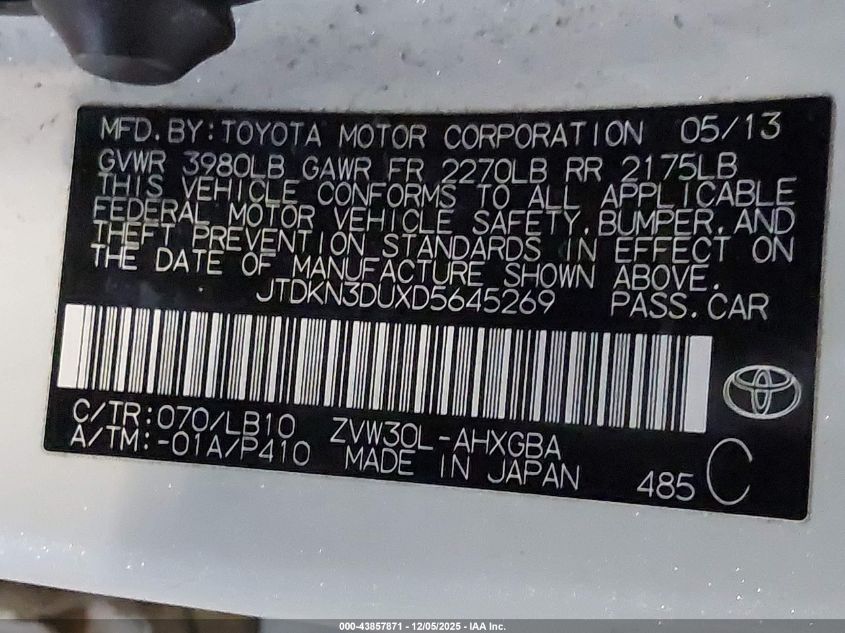 MFD. BY: TOYOTA MOTOR CORPORATION 05/13
GVWR 3980LB GAWR FR 2270LB RR 2175LB
THIS VEHICLE CONFORMS TO ALL APPLICABLE
FEDERAL MOTOR VEHICLE SAFETY, BUMPER, AND
THEFT PREVENTION STANDARDS IN EFFECT ON
THE DATE OF MANUFACTURE SHOWN ABOVE.
JTDKN3DUXD5645269 PASS. CAR
C/TR: 070/LB10 ZVW30L-AHXGBA
A/TM: -01A/P410 MADE IN JAPAN 485 C
000-43857871 - 12/05/2025 - IAA Inc.